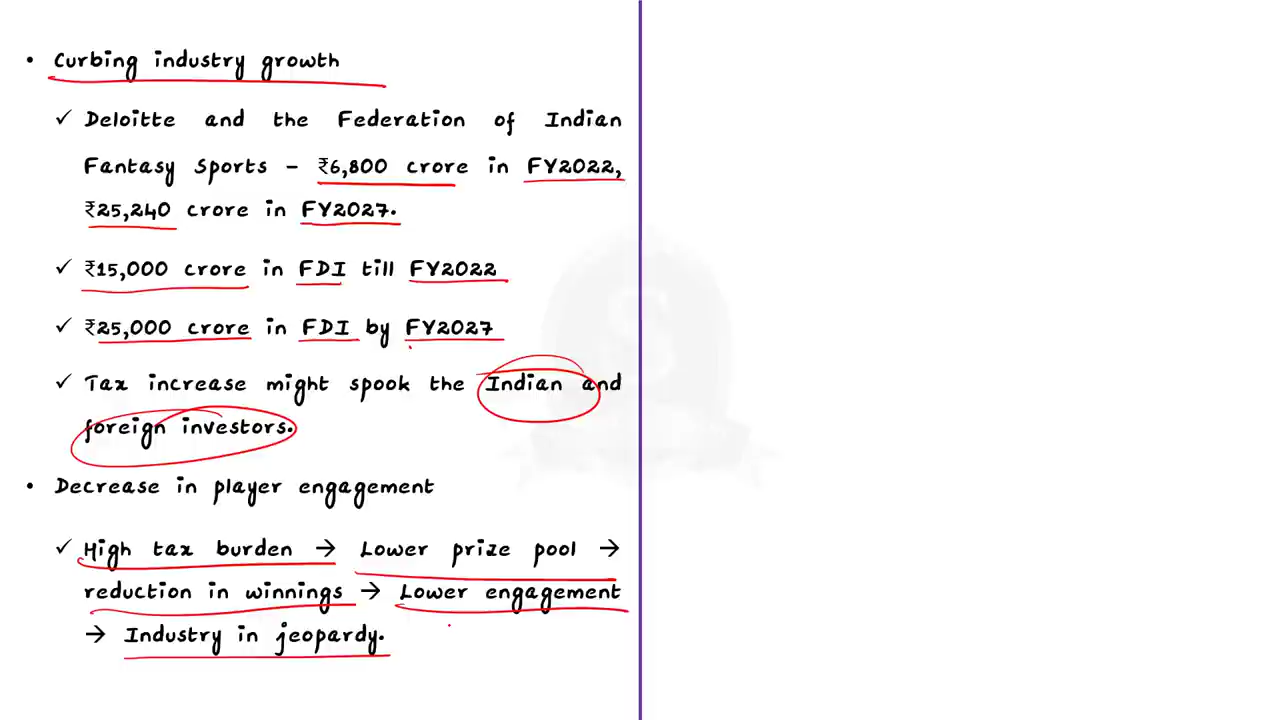 • Curbing industry growth
✓ Deloitte and the Federation of Indian
Fantasy Sports – ₹6,800 crore in FY2022,
₹25,240 crore in FY2027.
✓ ₹15,000 crore in FDI till FY2022
✓ ₹25,000 crore in FDI by FY2027
✓ Tax increase might spook the Indian and
foreign investors.
• Decrease in player engagement
✓ High tax burden → Lower prize pool →
reduction in winnings → Lower engagement
→ Industry in jeopardy.